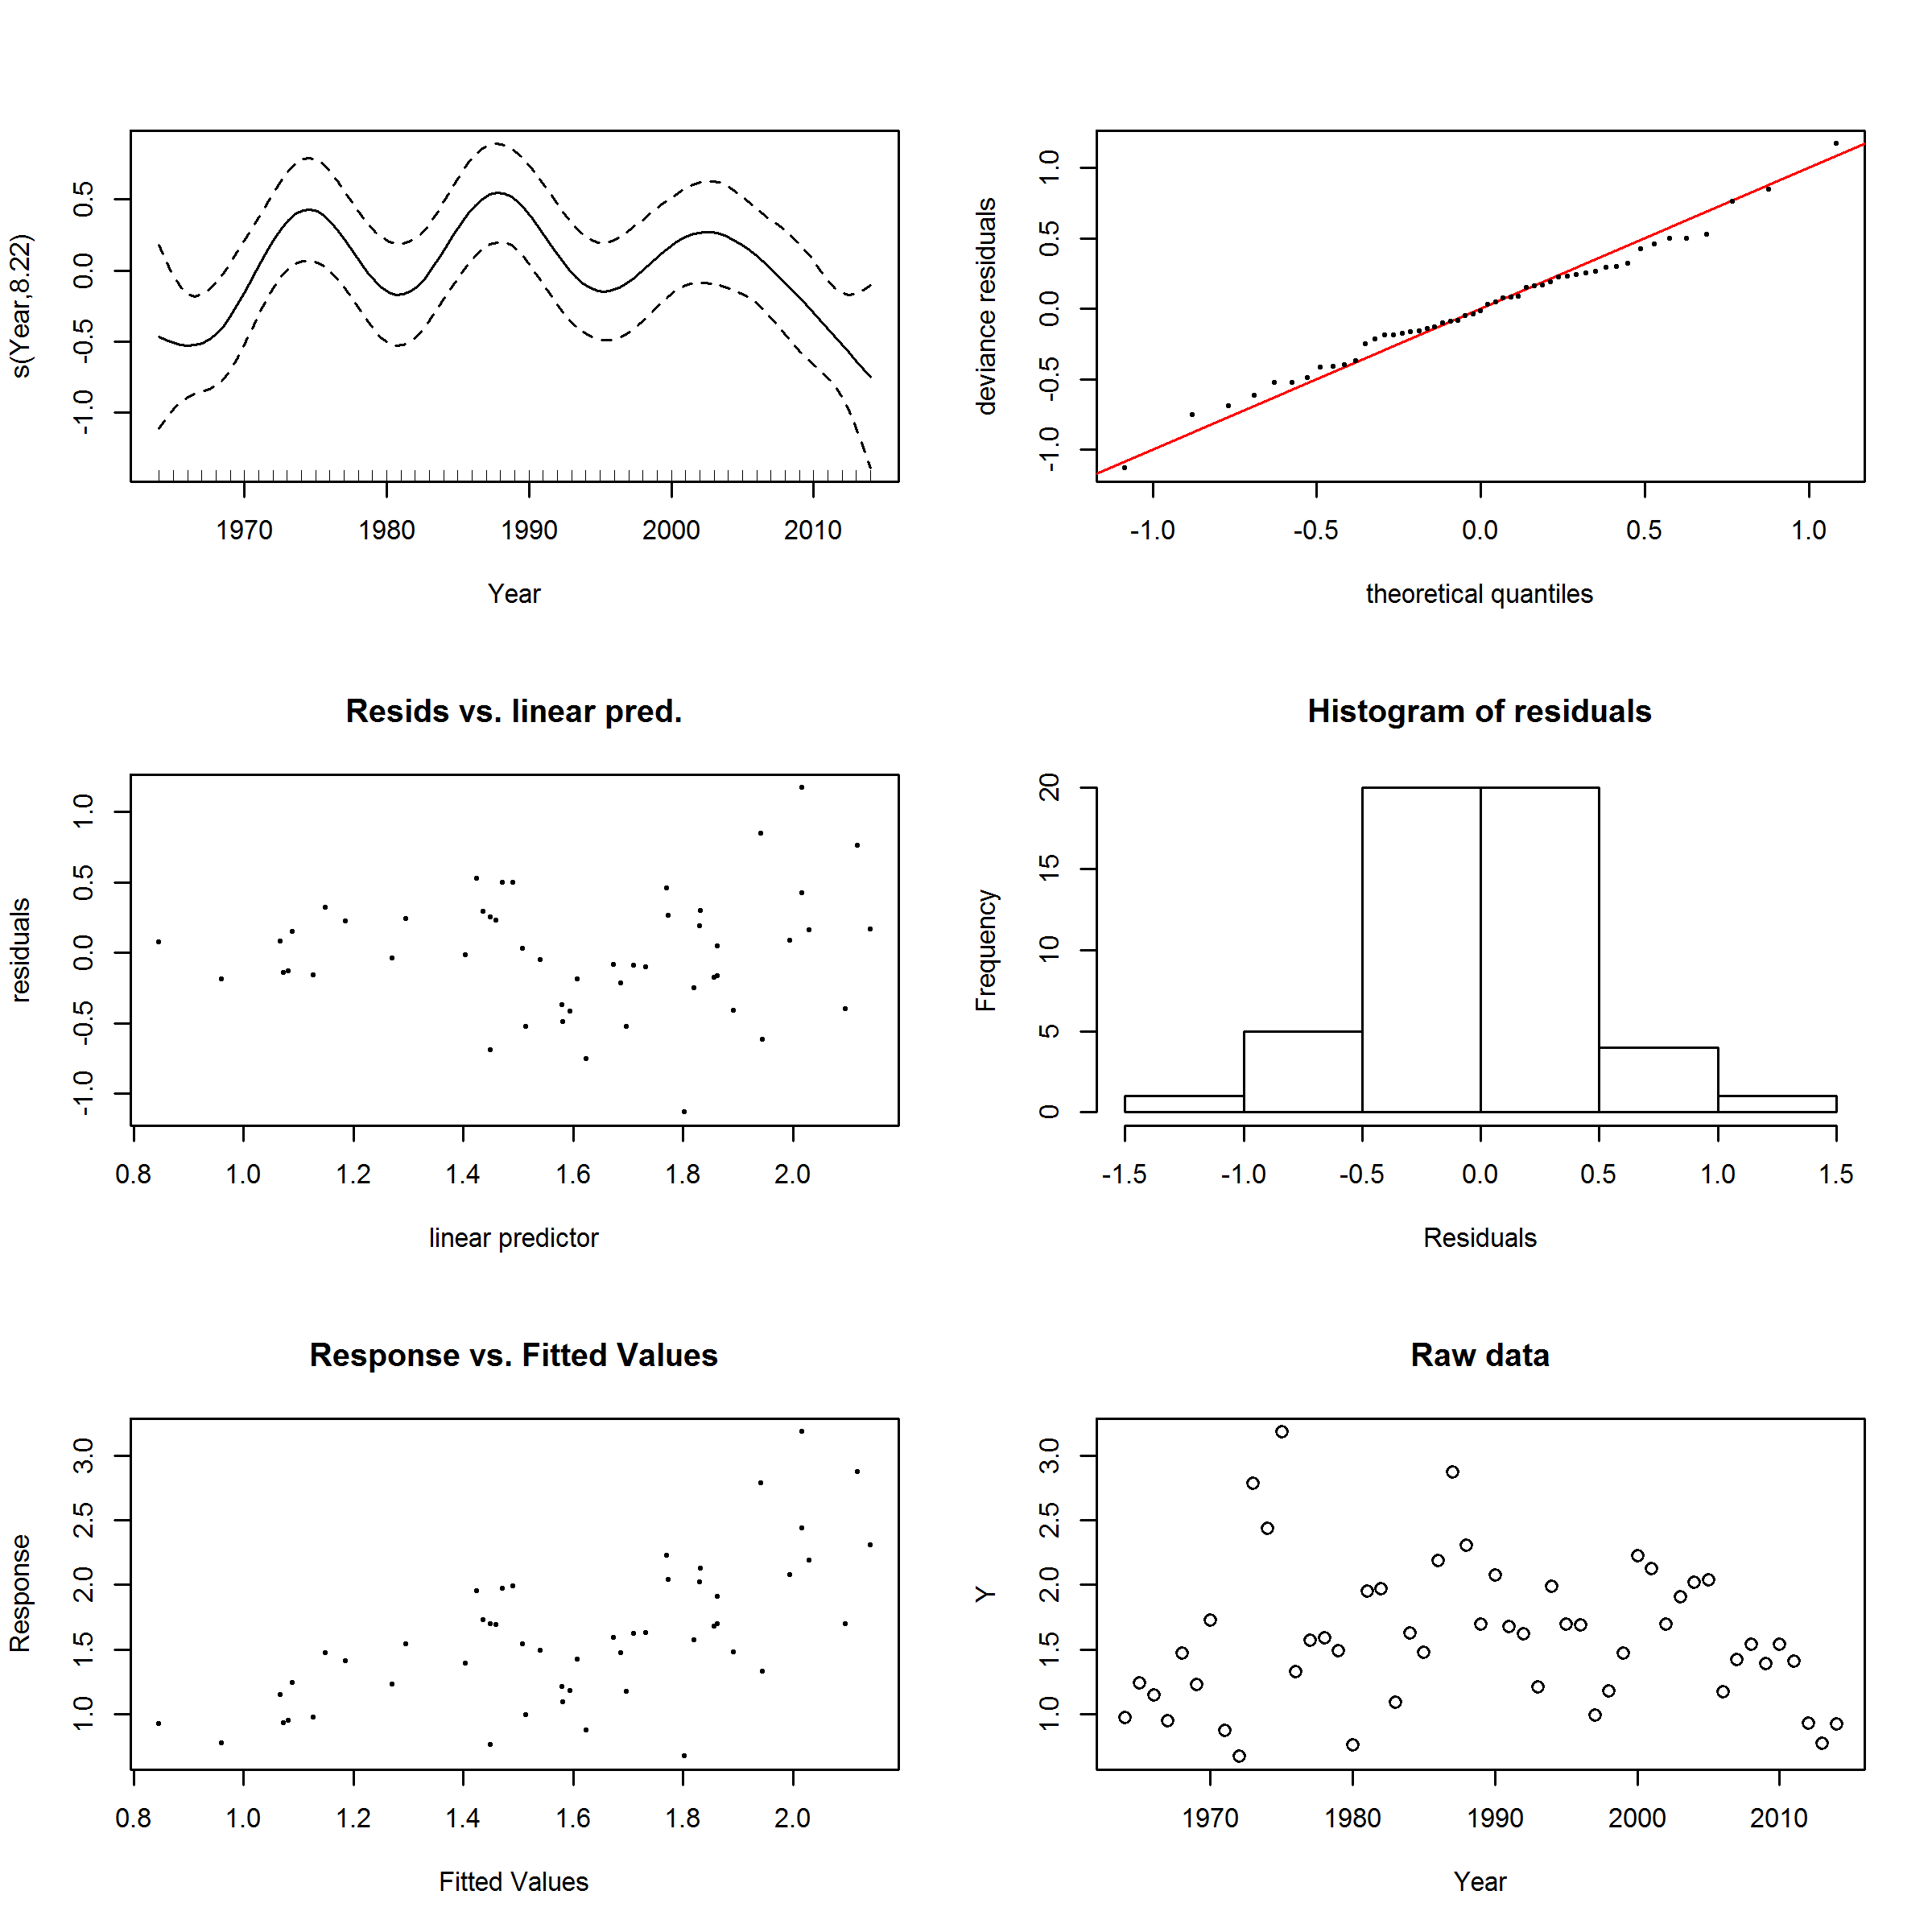 s(Year,8.22)
0.5
0.0
-0.5
-1.0
1970 1980 1990 2000 2010
Year
deviance residuals
1.0
0.5
0.0
-0.5
-1.0
-1.0 -0.5 0.0 0.5 1.0
theoretical quantiles
Resids vs. linear pred.
residuals
1.0
0.5
0.0
-0.5
-1.0
0.8 1.0 1.2 1.4 1.6 1.8 2.0
linear predictor
Histogram of residuals
Frequency
20
15
10
5
0
-1.5 -1.0 -0.5 0.0 0.5 1.0 1.5
Residuals
Response vs. Fitted Values
Response
3.0
2.5
2.0
1.5
1.0
0.8 1.0 1.2 1.4 1.6 1.8 2.0
Fitted Values
Raw data
Y
3.0
2.5
2.0
1.5
1.0
1970 1980 1990 2000 2010
Year